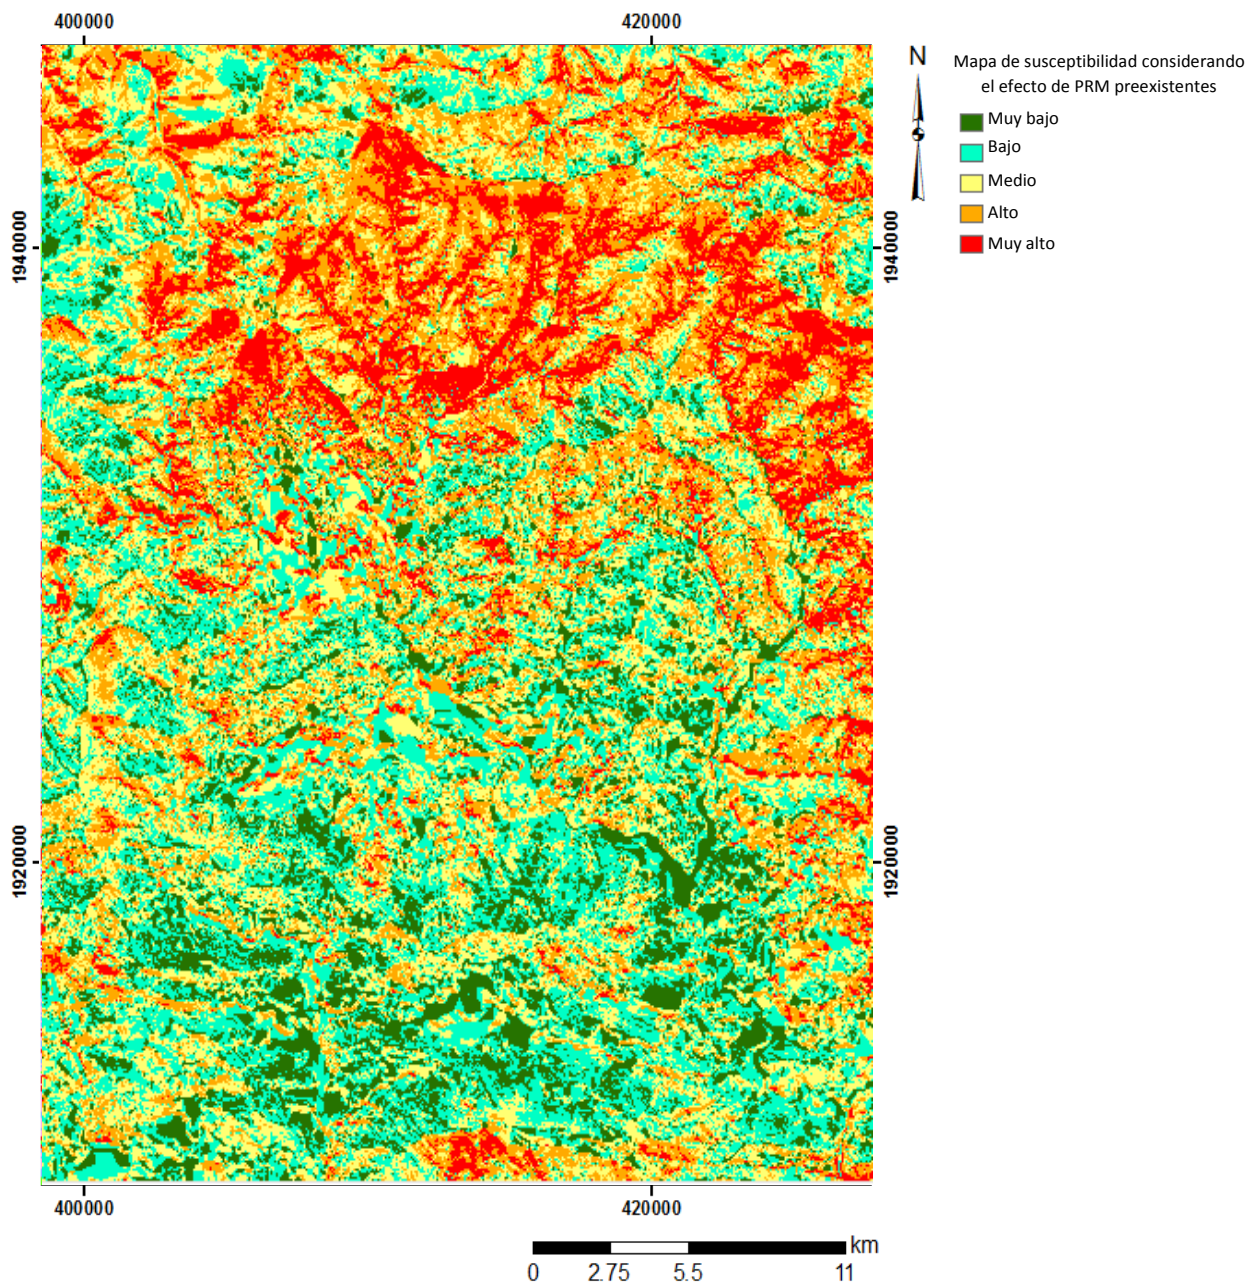 400000
420000
N
Mapa de susceptibilidad considerando
el efecto de PRM preexistentes
Muy bajo
Bajo
Medio
Alto
Muy alto
1940000
1940000
1920000
1920000
400000
420000
km
0
2.75
5.5
11